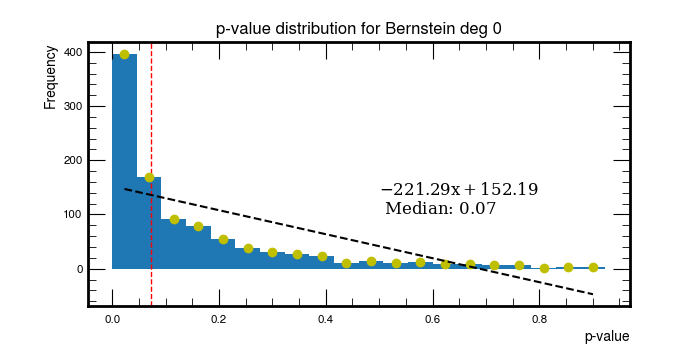 p-value distribution for Bernstein deg 0
Frequency
400
300
200
100
0
−221.29x + 152.19
Median: 0.07
0.0 0.2 0.4 0.6 0.8
p-value